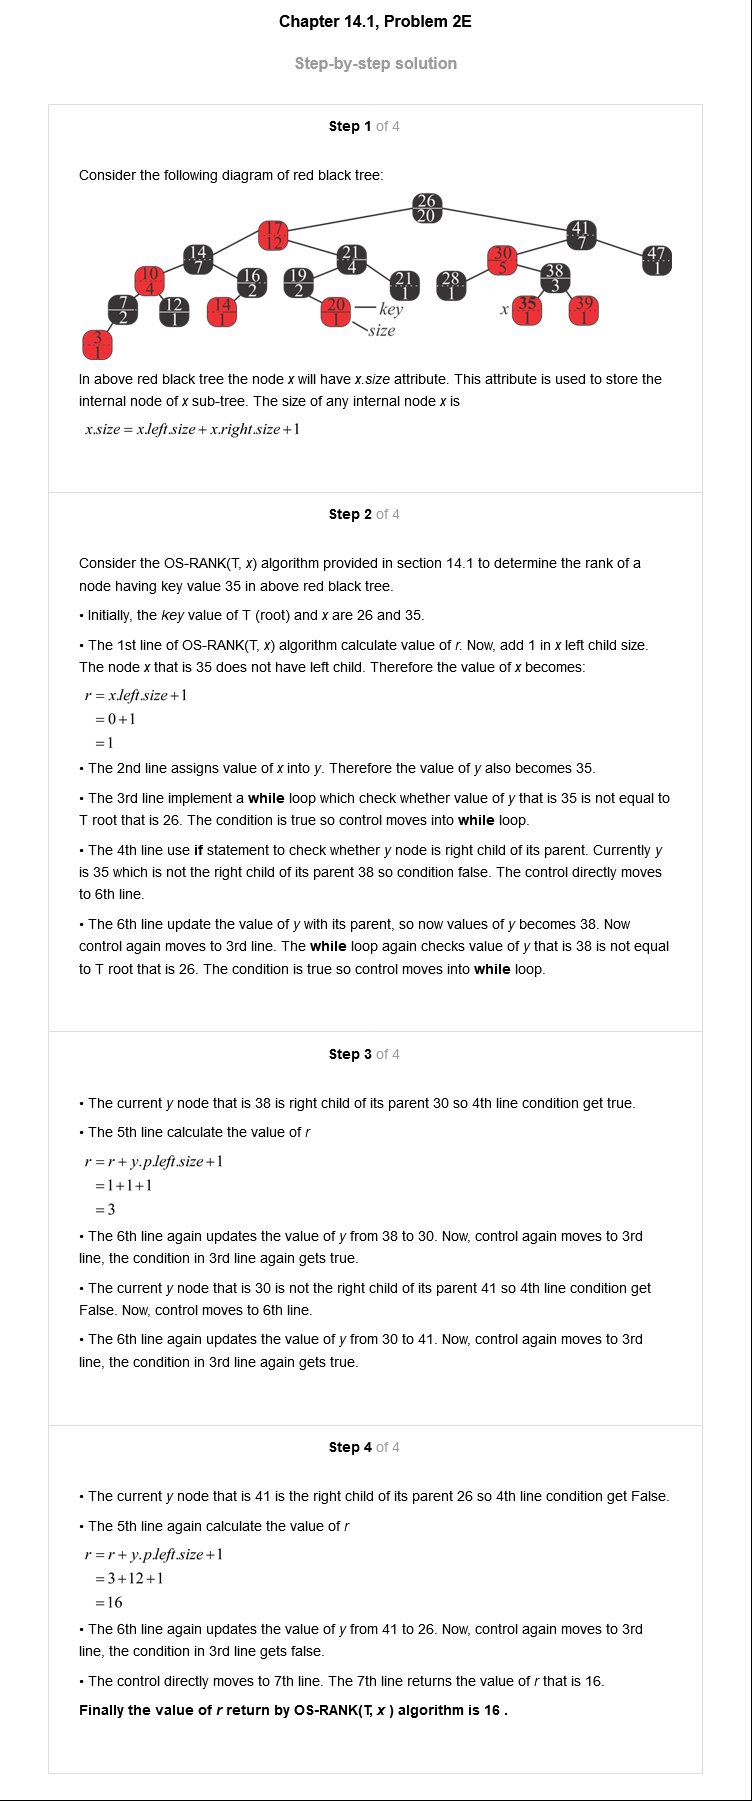 Chapter 14.1, Problem 2E
Step-by-step solution
Step 1 of 4
Consider the following diagram of red black tree:
26
20
17
12
41
7
14
7
21
4
30
5
47
1
10
4
16
2
19
2
21
1
28
1
38
3
7
2
12
1
14
1
20
1
key
size
x
35
1
39
1
3
1
In above red black tree the node x will have x.size attribute. This attribute is used to store the
internal node of x sub-tree. The size of any internal node x is
x.size = x.left.size + x.right.size +1
Step 2 of 4
Consider the OS-RANK(T, x) algorithm provided in section 14.1 to determine the rank of a
node having key value 35 in above red black tree.
• Initially, the key value of T (root) and x are 26 and 35.
• The 1st line of OS-RANK(T, x) algorithm calculate value of r. Now, add 1 in x left child size.
The node x that is 35 does not have left child. Therefore the value of x becomes:
r = x.left.size +1
= 0+1
=1
• The 2nd line assigns value of x into y. Therefore the value of y also becomes 35.
• The 3rd line implement a while loop which check whether value of y that is 35 is not equal to
T root that is 26. The condition is true so control moves into while loop.
• The 4th line use if statement to check whether y node is right child of its parent. Currently y
is 35 which is not the right child of its parent 38 so condition false. The control directly moves
to 6th line.
• The 6th line update the value of y with its parent, so now values of y becomes 38. Now
control again moves to 3rd line. The while loop again checks value of y that is 38 is not equal
to T root that is 26. The condition is true so control moves into while loop.
Step 3 of 4
• The current y node that is 38 is right child of its parent 30 so 4th line condition get true.
• The 5th line calculate the value of r
r = r + y.p.left.size +1
=1+1+1
= 3
• The 6th line again updates the value of y from 38 to 30. Now, control again moves to 3rd
line, the condition in 3rd line again gets true.
• The current y node that is 30 is not the right child of its parent 41 so 4th line condition get
False. Now, control moves to 6th line.
• The 6th line again updates the value of y from 30 to 41. Now, control again moves to 3rd
line, the condition in 3rd line again gets true.
Step 4 of 4
• The current y node that is 41 is the right child of its parent 26 so 4th line condition get False.
• The 5th line again calculate the value of r
r = r + y.p.left.size +1
= 3+12+1
=16
• The 6th line again updates the value of y from 41 to 26. Now, control again moves to 3rd
line, the condition in 3rd line gets false.
• The control directly moves to 7th line. The 7th line returns the value of r that is 16.
Finally the value of r return by OS-RANK(T, x ) algorithm is 16 .